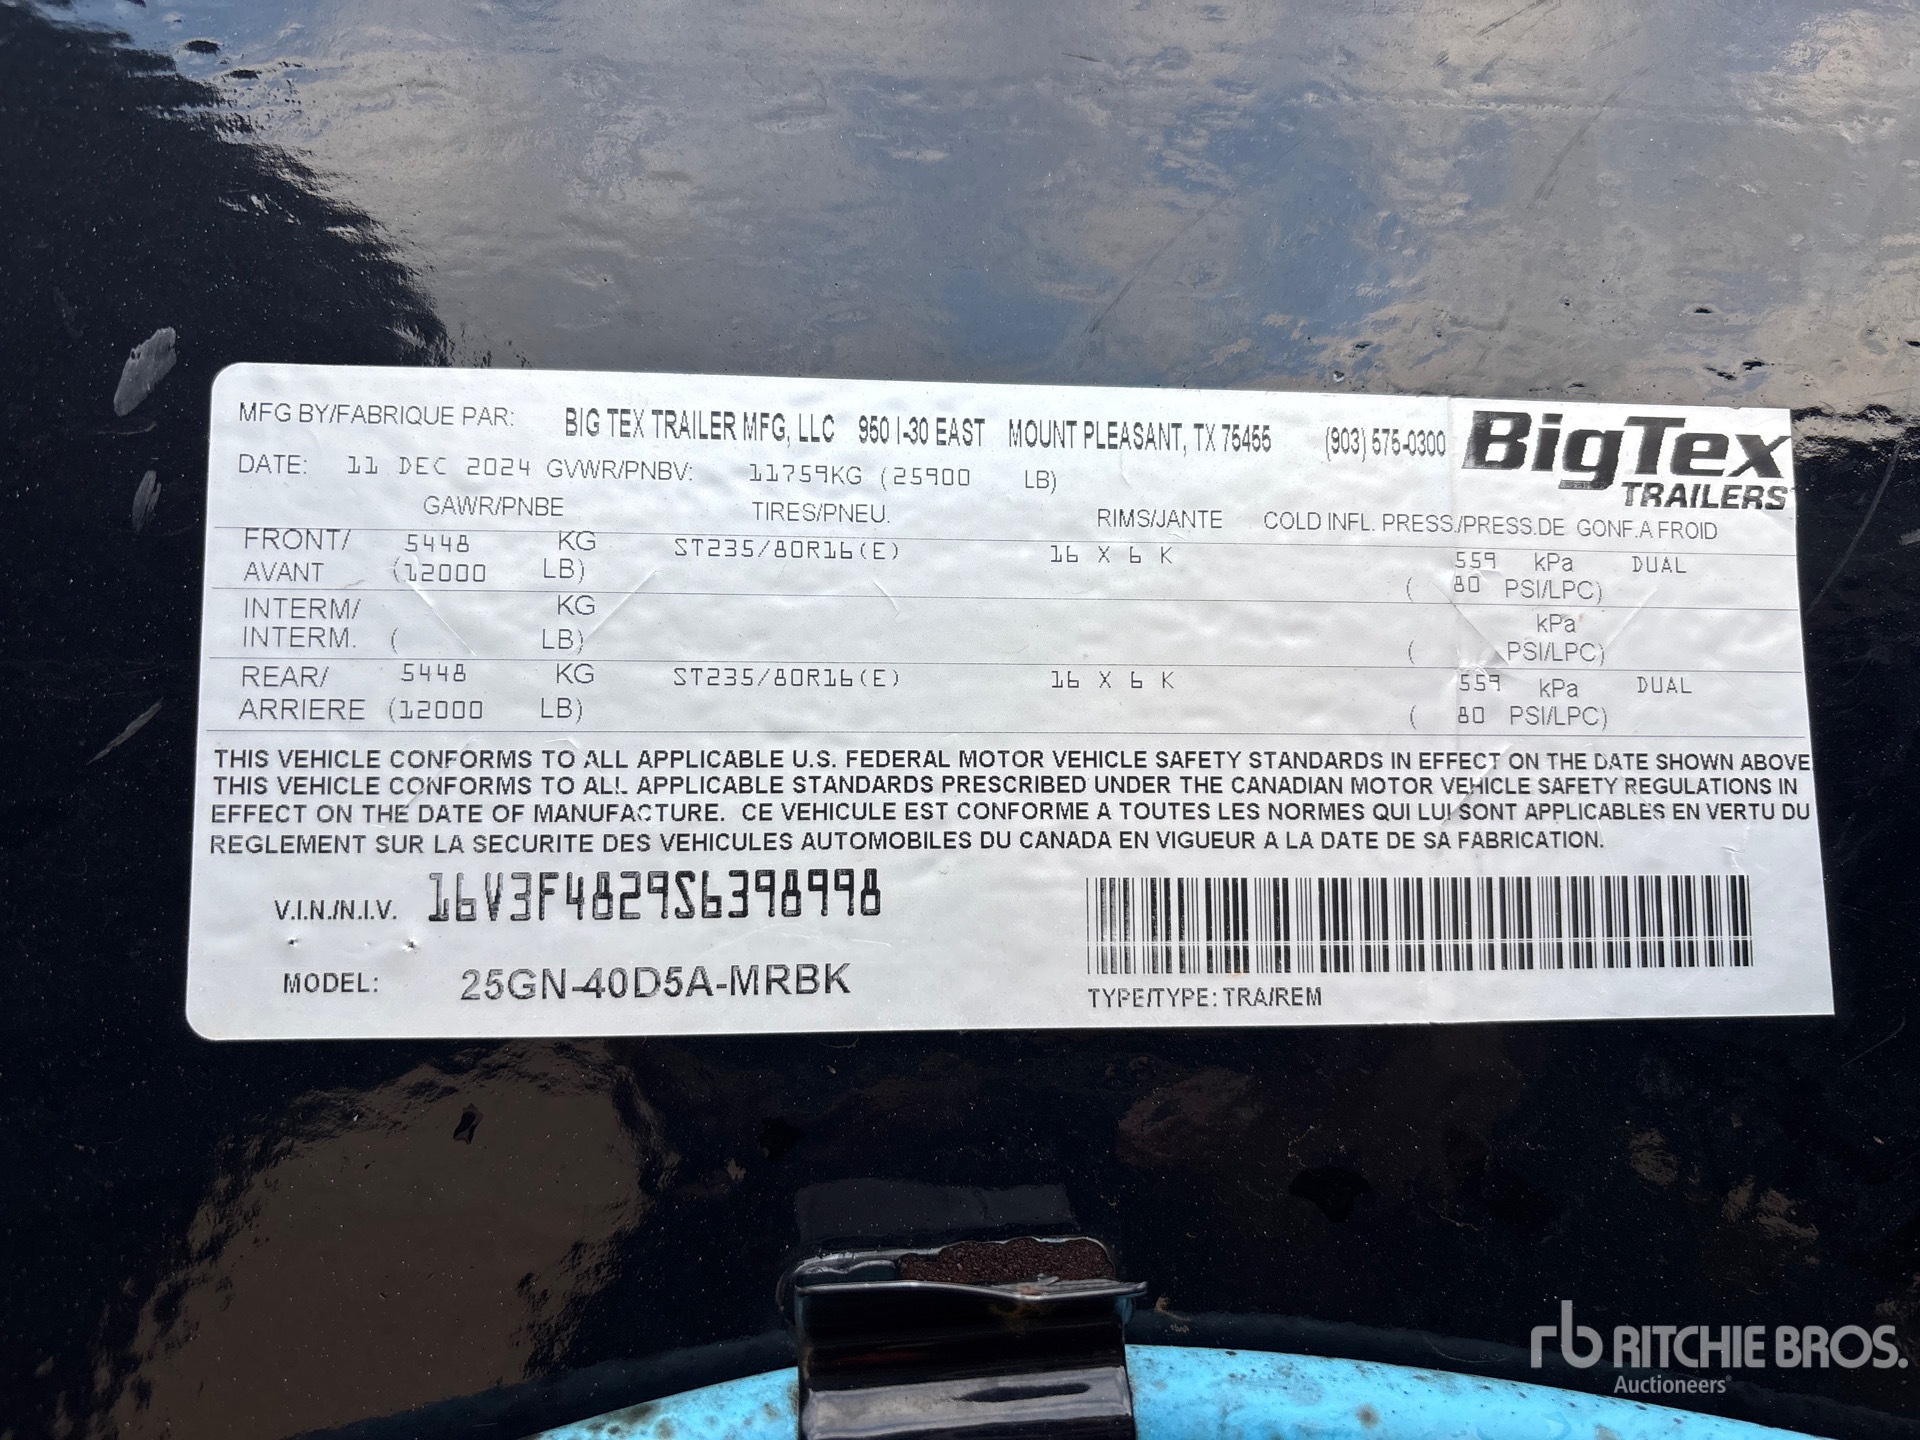 MFG BY/FABRIQUE PAR: BIG TEX TRAILER MFG, LLC 950 I-30 EAST MOUNT PLEASANT, TX 75455 (903) 575-0300
BigTex
TRAILERS
DATE: 11 DEC 2024 GVWR/PNBV: 11759KG (25900 LB)
GAWR/PNBE TIRES/PNEU. RIMS/JANTE COLD INFL. PRESS./PRESS.DE GONF.A FROID
FRONT/ 5448 KG ST235/80R16(E) 16 X 6 K 559 kPa DUAL
AVANT (12000 LB) ( 80 PSI/LPC)
INTERM/ KG kPa
INTERM. ( LB) ( PSI/LPC)
REAR/ 5448 KG ST235/80R16(E) 16 X 6 K 559 kPa DUAL
ARRIERE (12000 LB) ( 80 PSI/LPC)
THIS VEHICLE CONFORMS TO ALL APPLICABLE U.S. FEDERAL MOTOR VEHICLE SAFETY STANDARDS IN EFFECT ON THE DATE SHOWN ABOVE
THIS VEHICLE CONFORMS TO ALL APPLICABLE STANDARDS PRESCRIBED UNDER THE CANADIAN MOTOR VEHICLE SAFETY REGULATIONS IN
EFFECT ON THE DATE OF MANUFACTURE. CE VEHICULE EST CONFORME A TOUTES LES NORMES QUI LUI SONT APPLICABLES EN VERTU DU
REGLEMENT SUR LA SECURITE DES VEHICULES AUTOMOBILES DU CANADA EN VIGUEUR A LA DATE DE SA FABRICATION.
V.I.N./N.I.V. 16V3F4829S6398998
MODEL: 25GN-40D5A-MRBK
TYPE/TYPE: TRA/REM
rb RITCHIE BROS.
Auctioneers